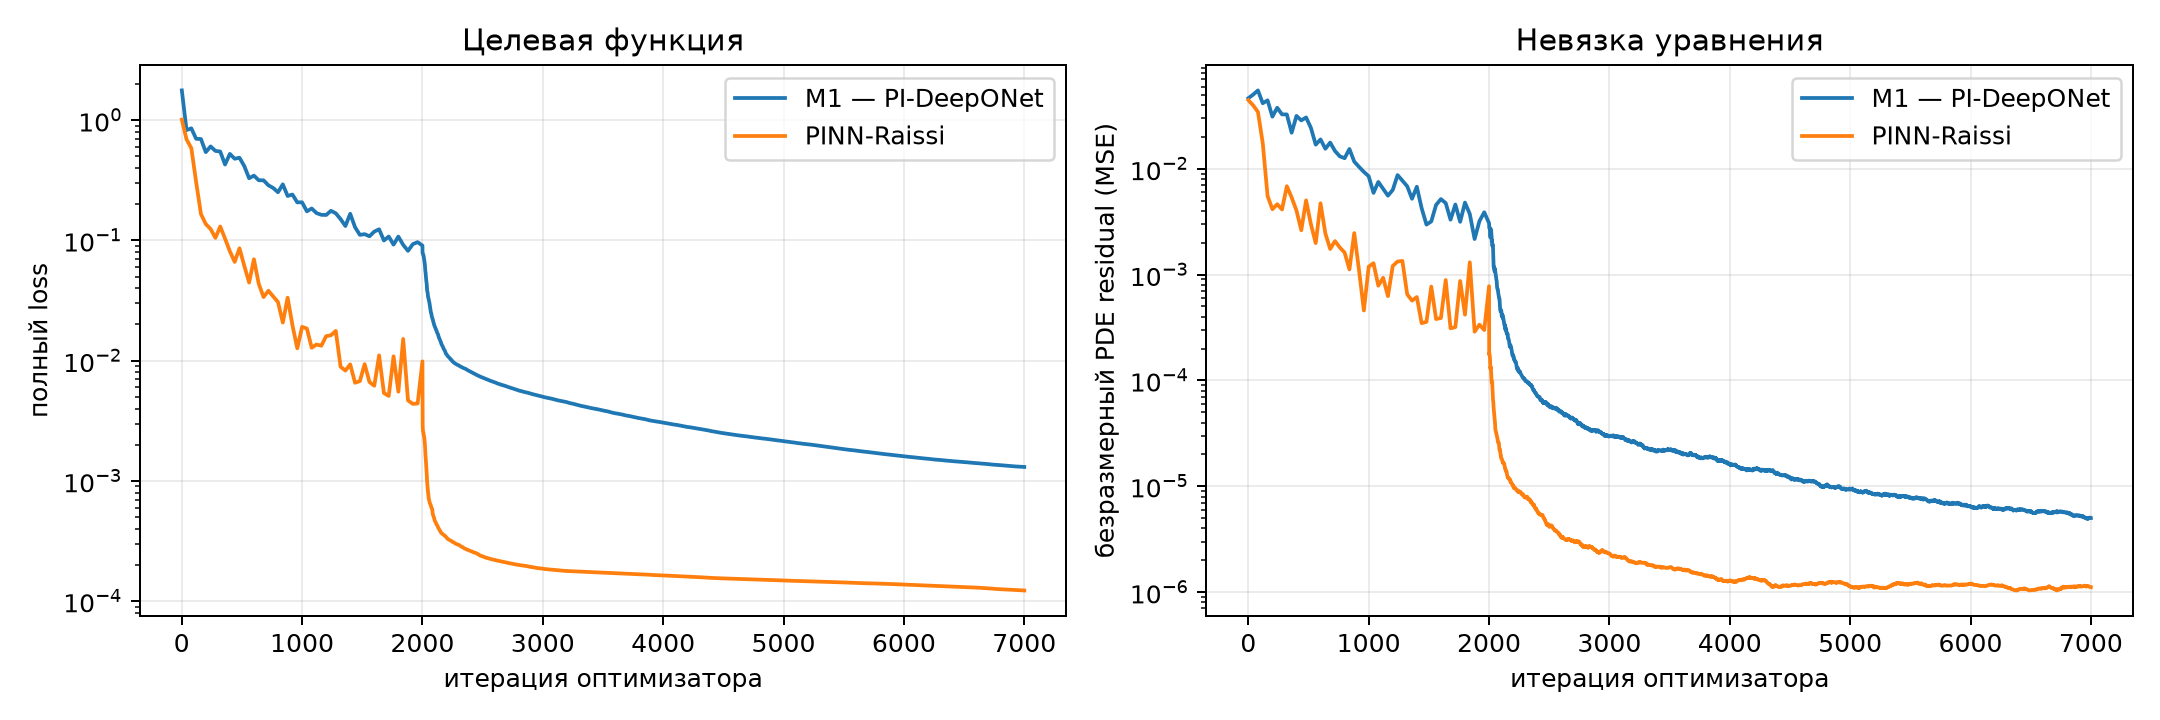 Целевая функция
полный loss
10⁰
10⁻¹
10⁻²
10⁻³
10⁻⁴
M1 — PI-DeepONet
PINN-Raissi
0 1000 2000 3000 4000 5000 6000 7000
итерация оптимизатора
Невязка уравнения
безразмерный PDE residual (MSE)
10⁻²
10⁻³
10⁻⁴
10⁻⁵
10⁻⁶
M1 — PI-DeepONet
PINN-Raissi
0 1000 2000 3000 4000 5000 6000 7000
итерация оптимизатора